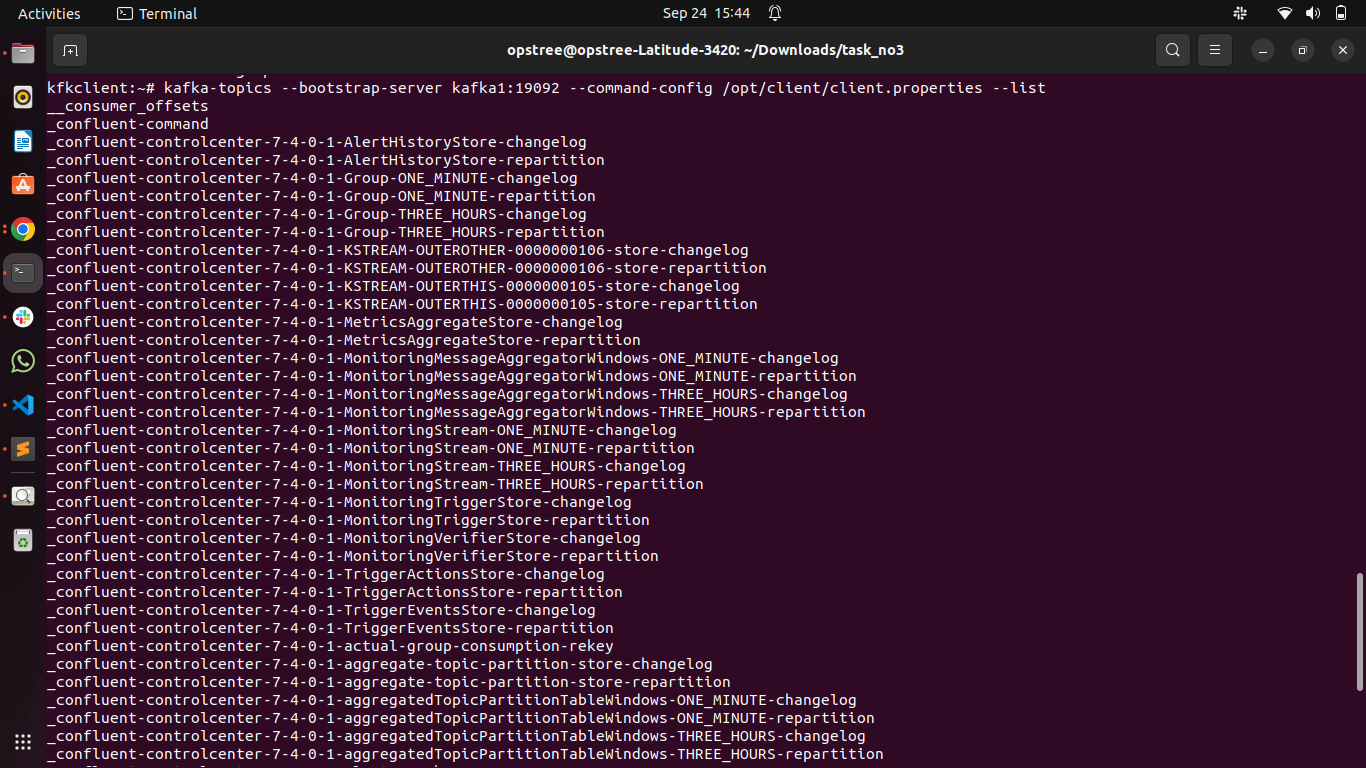 Activities
Terminal
Sep 24 15:44
opstree@opstree-Latitude-3420: ~/Downloads/task_no3
kfkclient:~# kafka-topics --bootstrap-server kafka1:19092 --command-config /opt/client/client.properties --list
__consumer_offsets
_confluent-command
_confluent-controlcenter-7-4-0-1-AlertHistoryStore-changelog
_confluent-controlcenter-7-4-0-1-AlertHistoryStore-repartition
_confluent-controlcenter-7-4-0-1-Group-ONE_MINUTE-changelog
_confluent-controlcenter-7-4-0-1-Group-ONE_MINUTE-repartition
_confluent-controlcenter-7-4-0-1-Group-THREE_HOURS-changelog
_confluent-controlcenter-7-4-0-1-Group-THREE_HOURS-repartition
_confluent-controlcenter-7-4-0-1-KSTREAM-OUTEROTHER-0000000106-store-changelog
_confluent-controlcenter-7-4-0-1-KSTREAM-OUTEROTHER-0000000106-store-repartition
_confluent-controlcenter-7-4-0-1-KSTREAM-OUTERTHIS-0000000105-store-changelog
_confluent-controlcenter-7-4-0-1-KSTREAM-OUTERTHIS-0000000105-store-repartition
_confluent-controlcenter-7-4-0-1-MetricsAggregateStore-changelog
_confluent-controlcenter-7-4-0-1-MetricsAggregateStore-repartition
_confluent-controlcenter-7-4-0-1-MonitoringMessageAggregatorWindows-ONE_MINUTE-changelog
_confluent-controlcenter-7-4-0-1-MonitoringMessageAggregatorWindows-ONE_MINUTE-repartition
_confluent-controlcenter-7-4-0-1-MonitoringMessageAggregatorWindows-THREE_HOURS-changelog
_confluent-controlcenter-7-4-0-1-MonitoringMessageAggregatorWindows-THREE_HOURS-repartition
_confluent-controlcenter-7-4-0-1-MonitoringStream-ONE_MINUTE-changelog
_confluent-controlcenter-7-4-0-1-MonitoringStream-ONE_MINUTE-repartition
_confluent-controlcenter-7-4-0-1-MonitoringStream-THREE_HOURS-changelog
_confluent-controlcenter-7-4-0-1-MonitoringStream-THREE_HOURS-repartition
_confluent-controlcenter-7-4-0-1-MonitoringTriggerStore-changelog
_confluent-controlcenter-7-4-0-1-MonitoringTriggerStore-repartition
_confluent-controlcenter-7-4-0-1-MonitoringVerifierStore-changelog
_confluent-controlcenter-7-4-0-1-MonitoringVerifierStore-repartition
_confluent-controlcenter-7-4-0-1-TriggerActionsStore-changelog
_confluent-controlcenter-7-4-0-1-TriggerActionsStore-repartition
_confluent-controlcenter-7-4-0-1-TriggerEventsStore-changelog
_confluent-controlcenter-7-4-0-1-TriggerEventsStore-repartition
_confluent-controlcenter-7-4-0-1-actual-group-consumption-rekey
_confluent-controlcenter-7-4-0-1-aggregate-topic-partition-store-changelog
_confluent-controlcenter-7-4-0-1-aggregate-topic-partition-store-repartition
_confluent-controlcenter-7-4-0-1-aggregatedTopicPartitionTableWindows-ONE_MINUTE-changelog
_confluent-controlcenter-7-4-0-1-aggregatedTopicPartitionTableWindows-ONE_MINUTE-repartition
_confluent-controlcenter-7-4-0-1-aggregatedTopicPartitionTableWindows-THREE_HOURS-changelog
_confluent-controlcenter-7-4-0-1-aggregatedTopicPartitionTableWindows-THREE_HOURS-repartition